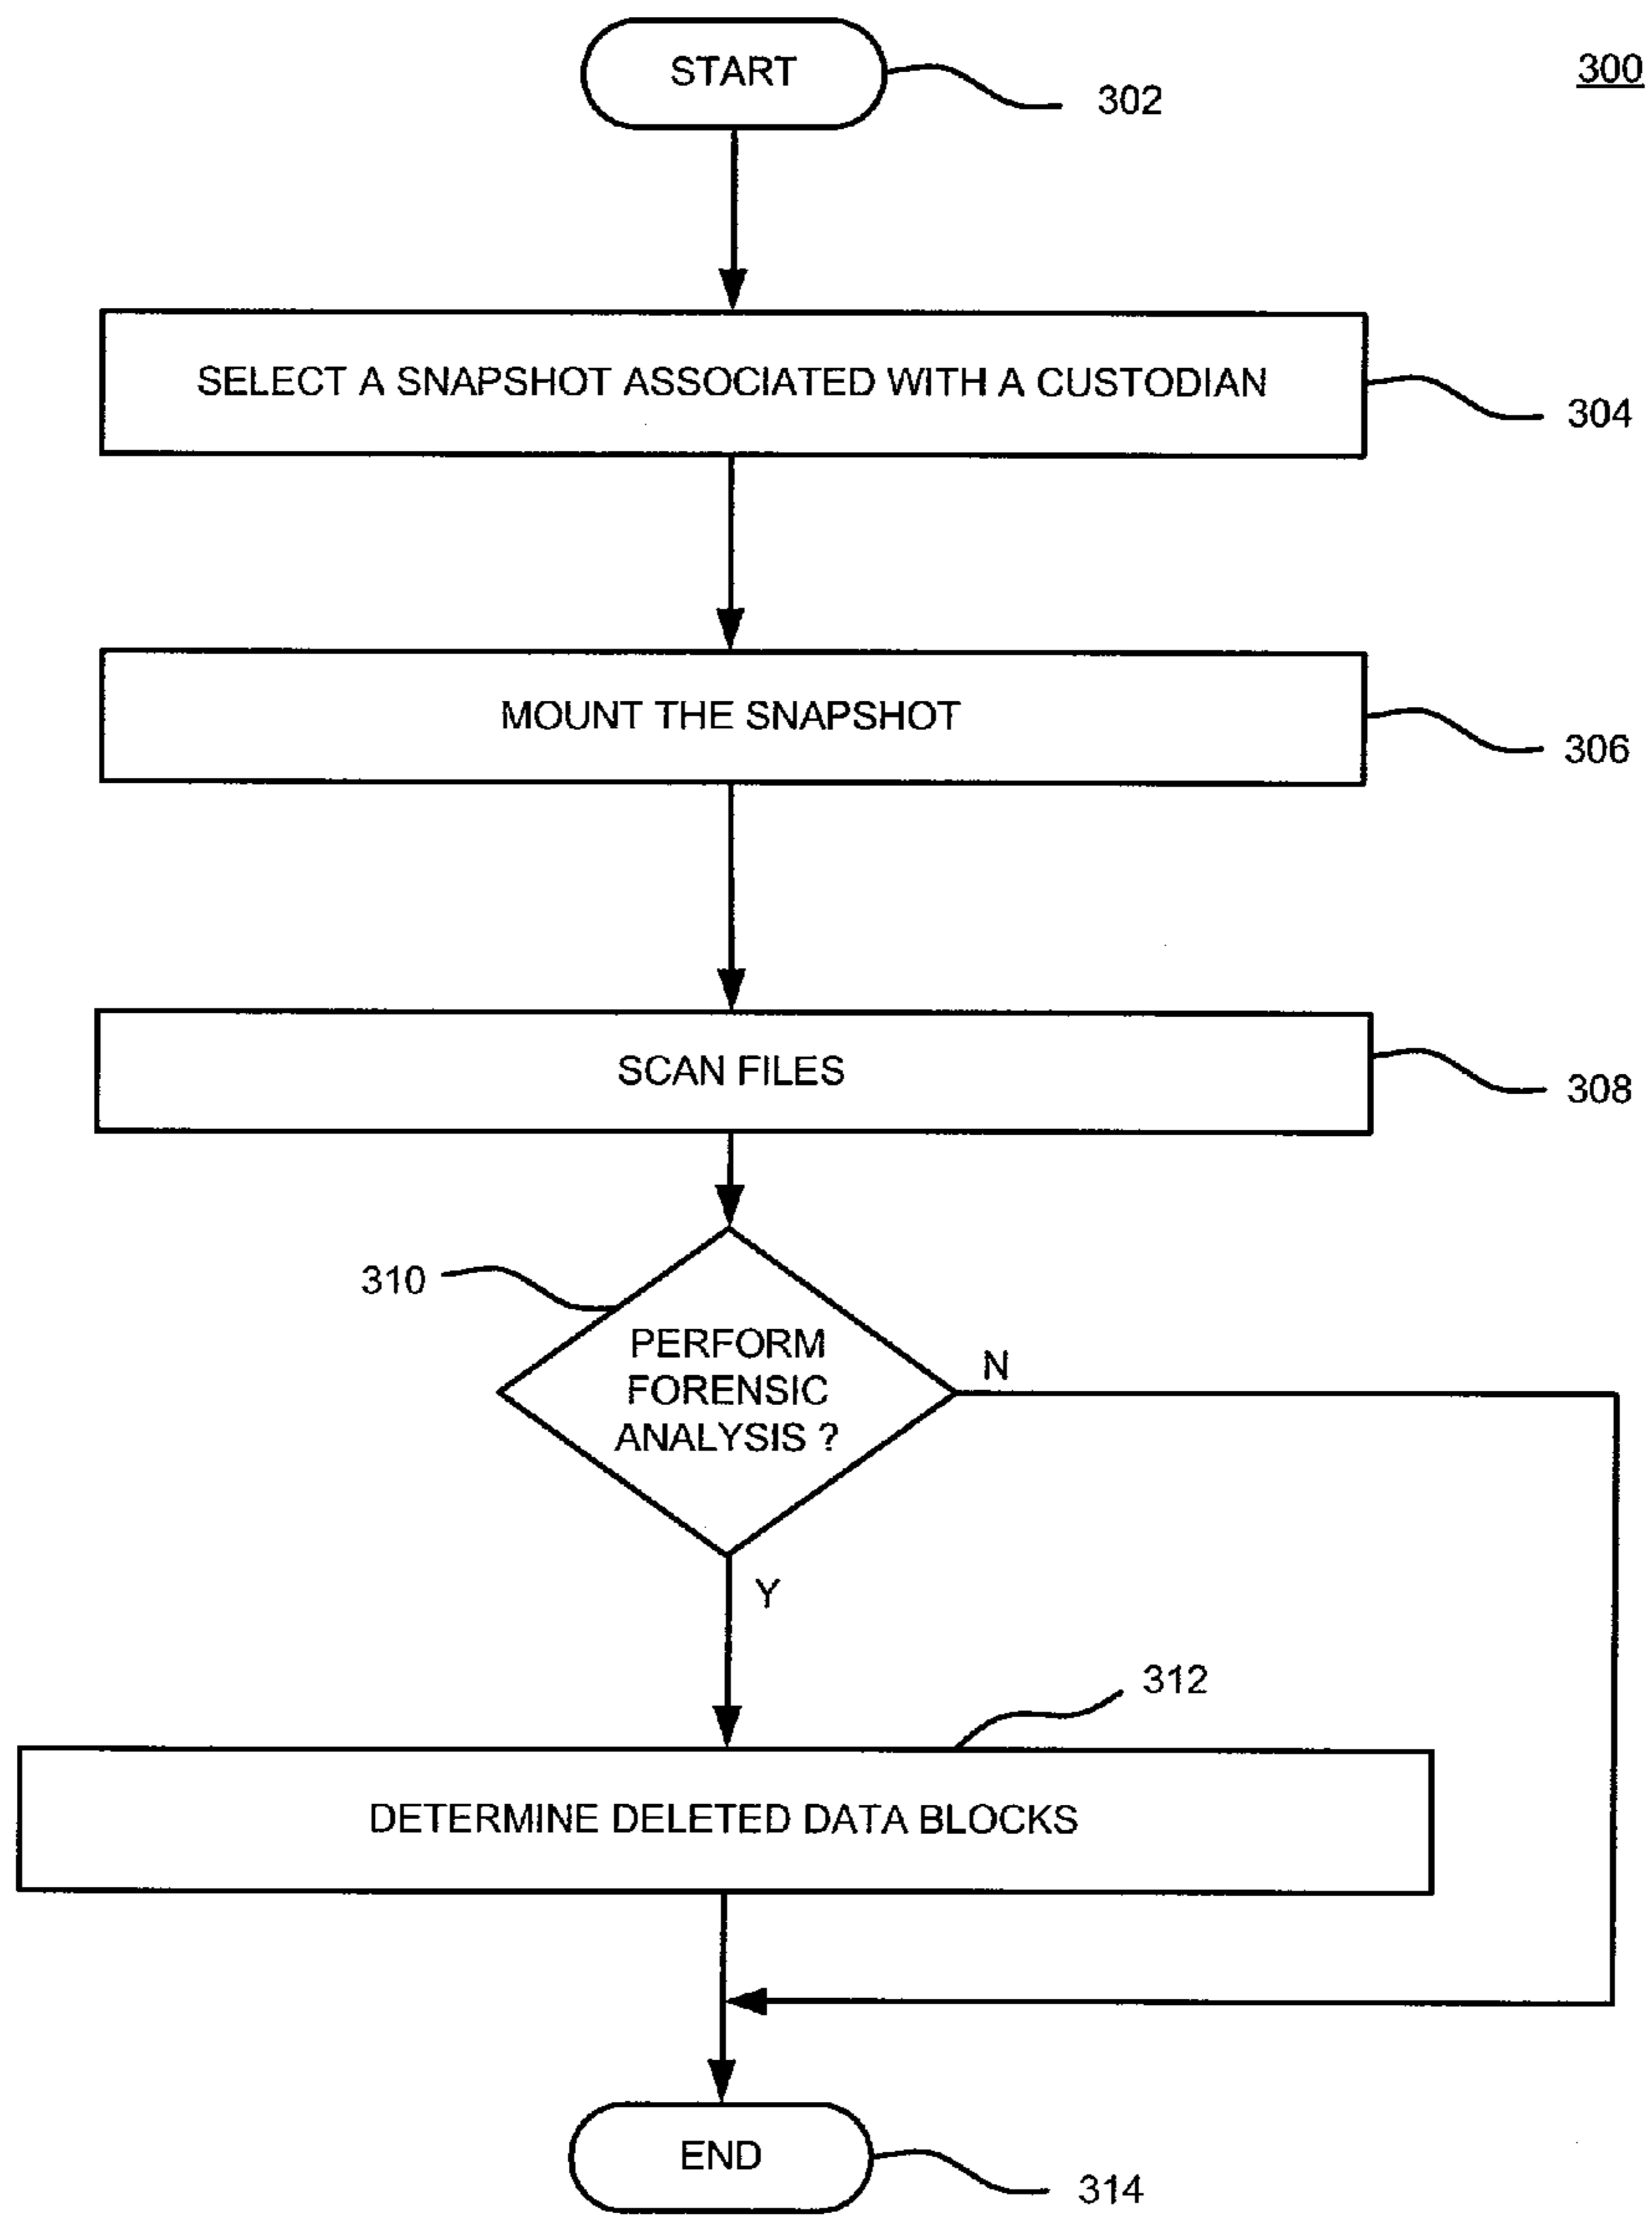 START
300
302
SELECT A SNAPSHOT ASSOCIATED WITH A CUSTODIAN
304
MOUNT THE SNAPSHOT
306
SCAN FILES
308
310
PERFORM
FORENSIC
ANALYSIS ?
N
Y
312
DETERMINE DELETED DATA BLOCKS
END
314